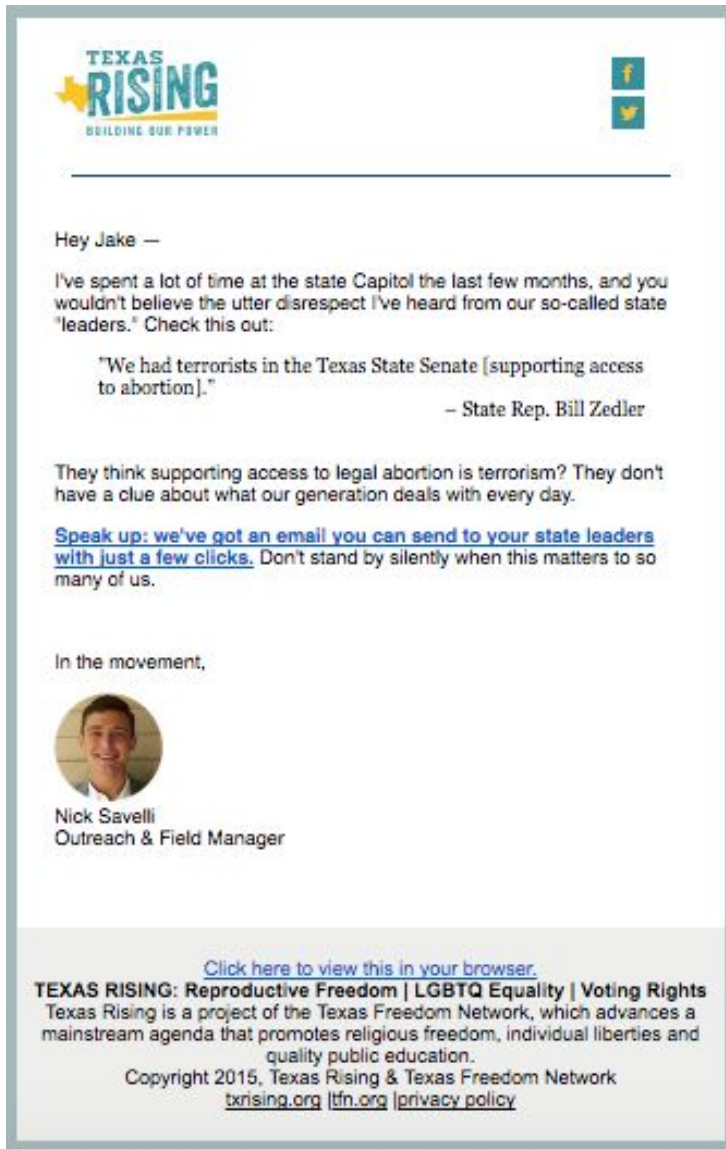 TEXAS
RISING
BUILDING OUR POWER
Hey Jake —
I've spent a lot of time at the state Capitol the last few months, and you
wouldn't believe the utter disrespect I've heard from our so-called state
"leaders." Check this out:
"We had terrorists in the Texas State Senate [supporting access
to abortion]."
– State Rep. Bill Zedler
They think supporting access to legal abortion is terrorism? They don't
have a clue about what our generation deals with every day.
Speak up: we've got an email you can send to your state leaders
with just a few clicks. Don't stand by silently when this matters to so
many of us.
In the movement,
Nick Savelli
Outreach & Field Manager
Click here to view this in your browser.
TEXAS RISING: Reproductive Freedom | LGBTQ Equality | Voting Rights
Texas Rising is a project of the Texas Freedom Network, which advances a
mainstream agenda that promotes religious freedom, individual liberties and
quality public education.
Copyright 2015, Texas Rising & Texas Freedom Network
txrising.org |tfn.org |privacy policy